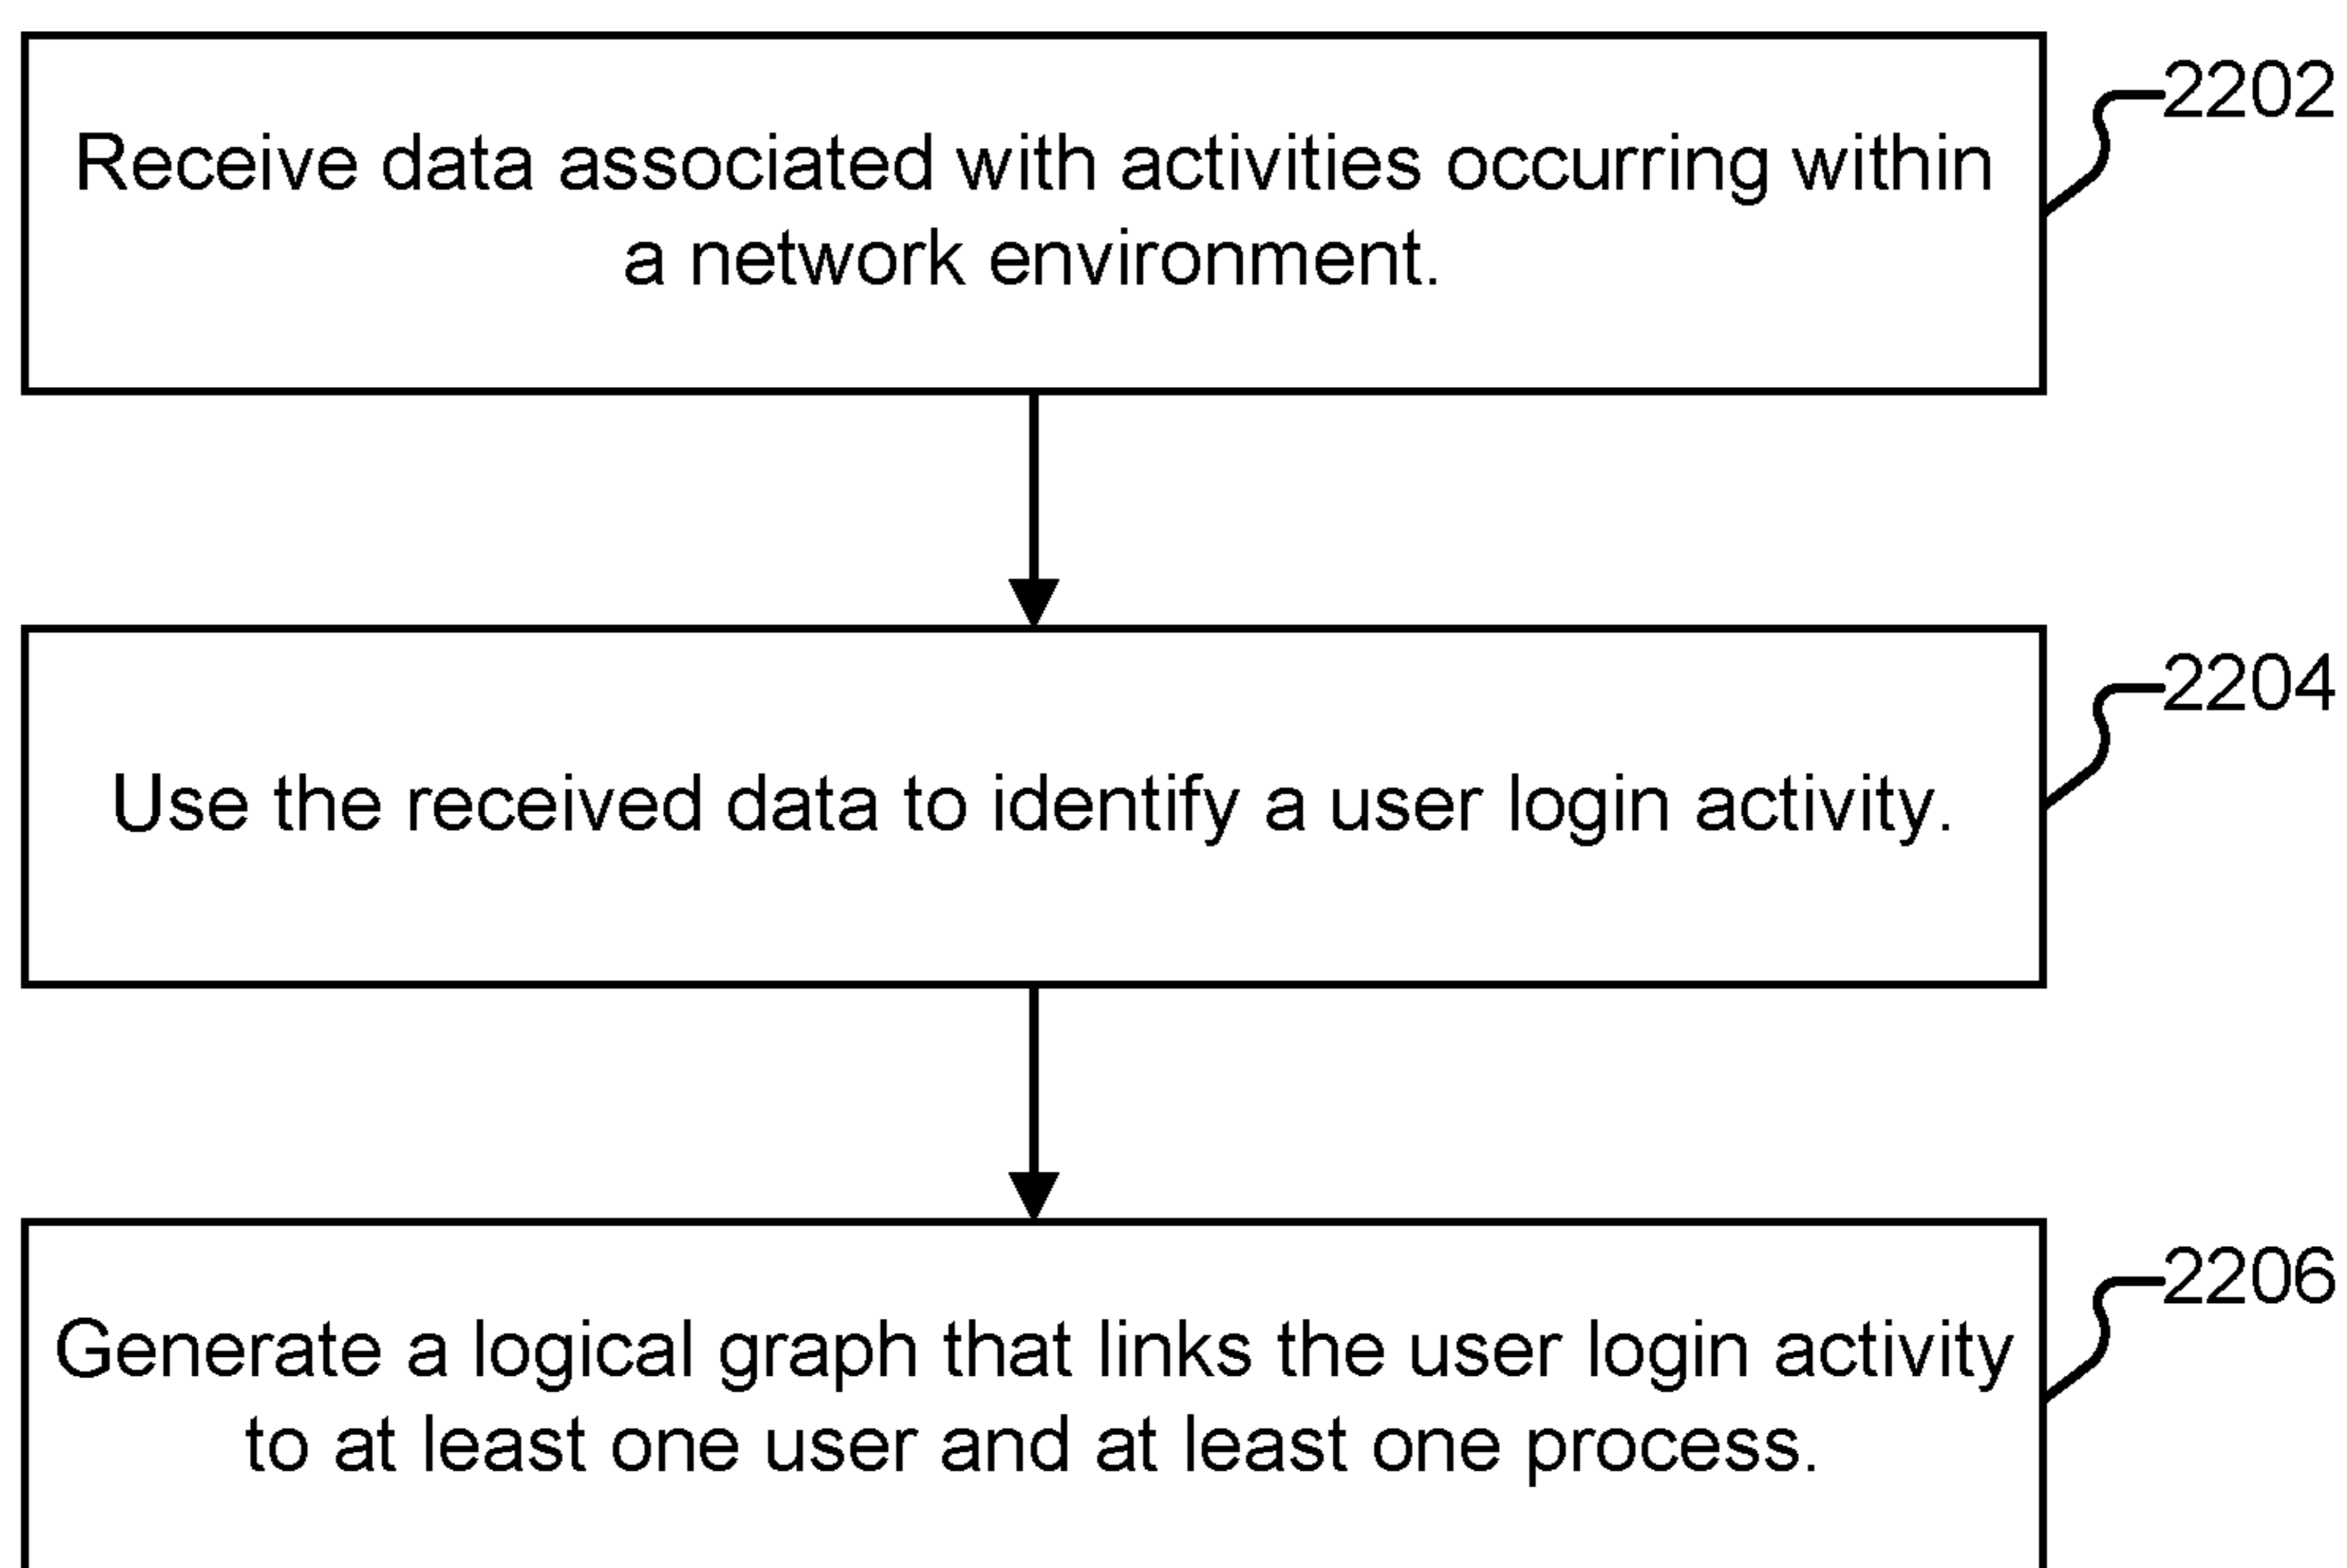 Receive data associated with activities occurring within
a network environment.
2202
Use the received data to identify a user login activity.
2204
Generate a logical graph that links the user login activity
to at least one user and at least one process.
2206